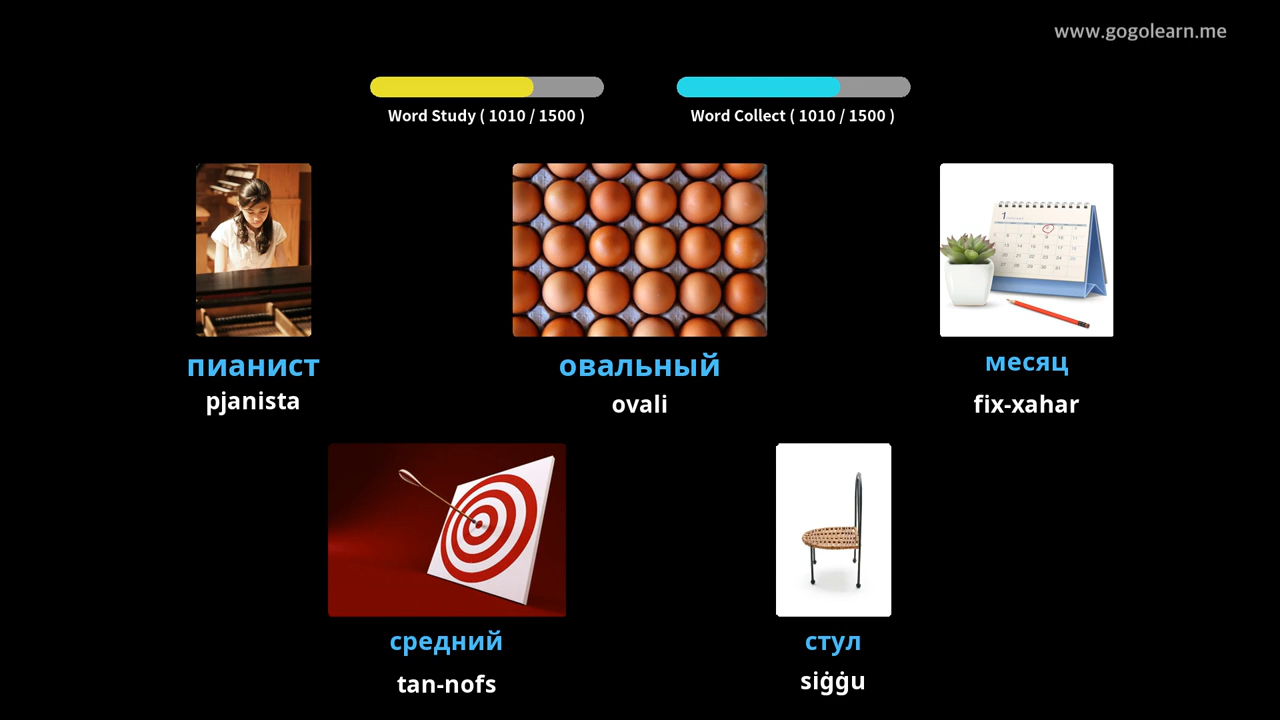 www.gogolearn.me
Word Study ( 1010 / 1500 )
Word Collect ( 1010 / 1500 )
пианист
pjanista
овальный
ovali
месяц
fix-xahar
средний
tan-nofs
стул
siġġu